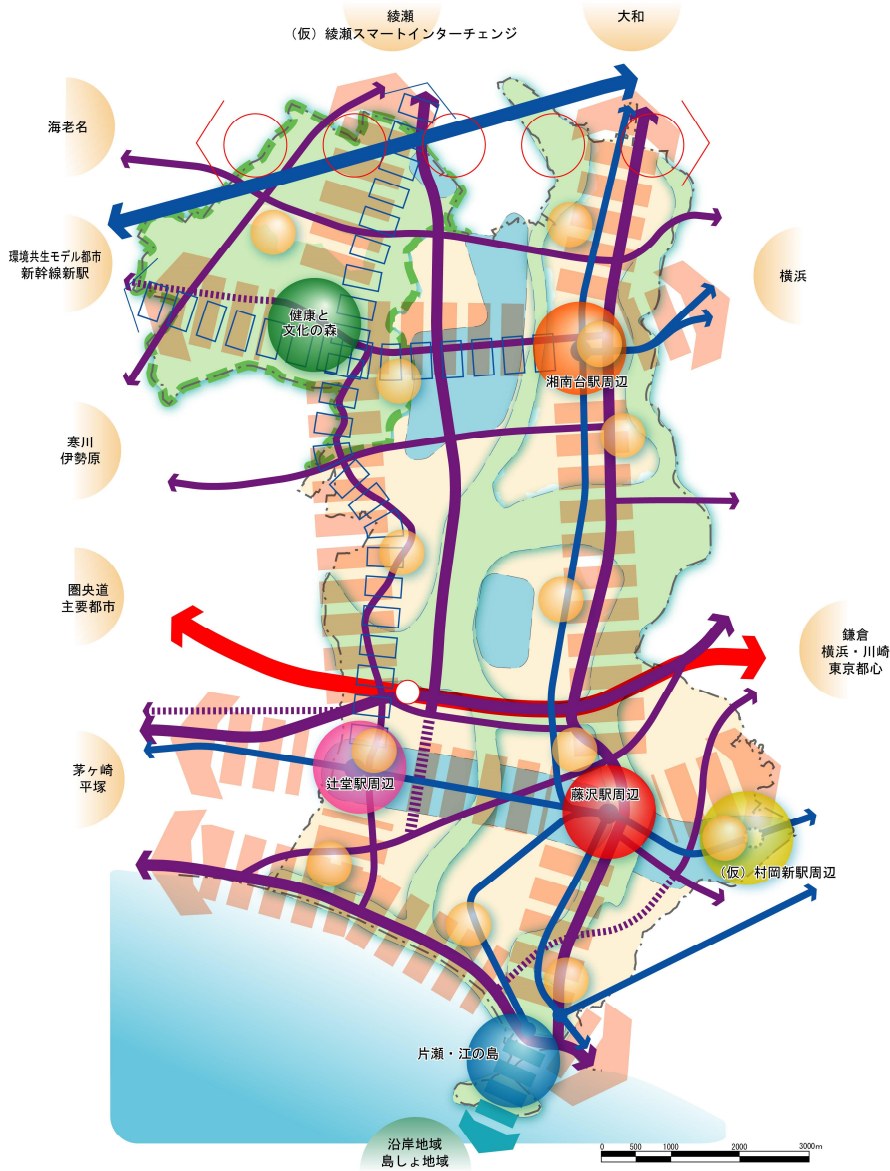 綾瀬
(仮)綾瀬スマートインターチェンジ
大和
海老名
環境共生モデル都市
新幹線新駅
横浜
健康と
文化の森
湘南台駅周辺
寒川
伊勢原
圏央道
主要都市
鎌倉
横浜・川崎
東京都心
茅ヶ崎
平塚
辻堂駅周辺
藤沢駅周辺
(仮)村岡新駅周辺
片瀬・江の島
沿岸地域
島しょ地域
0 500 1000 2000 3000m